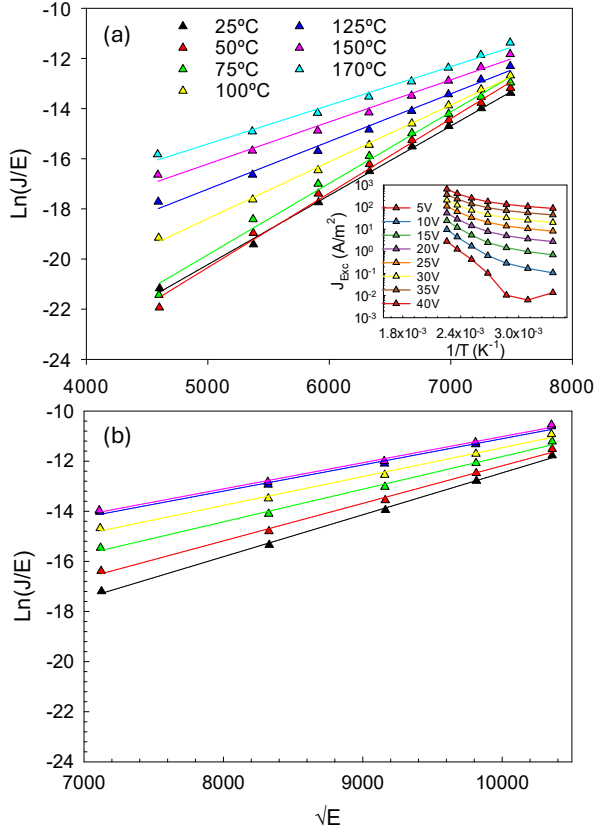 (a)
25ºC
50ºC
75ºC
100ºC
125ºC
150ºC
170ºC
Ln(J/E)
-10
-12
-14
-16
-18
-20
-22
-24
4000
5000
6000
7000
8000
J_Exc (A/m²)
10³
10²
10¹
10⁰
10⁻¹
10⁻²
10⁻³
5V
10V
15V
20V
25V
30V
35V
40V
1.8x10⁻³
2.4x10⁻³
3.0x10⁻³
1/T (K⁻¹)
(b)
Ln(J/E)
-10
-12
-14
-16
-18
-20
-22
-24
7000
8000
9000
10000
√E